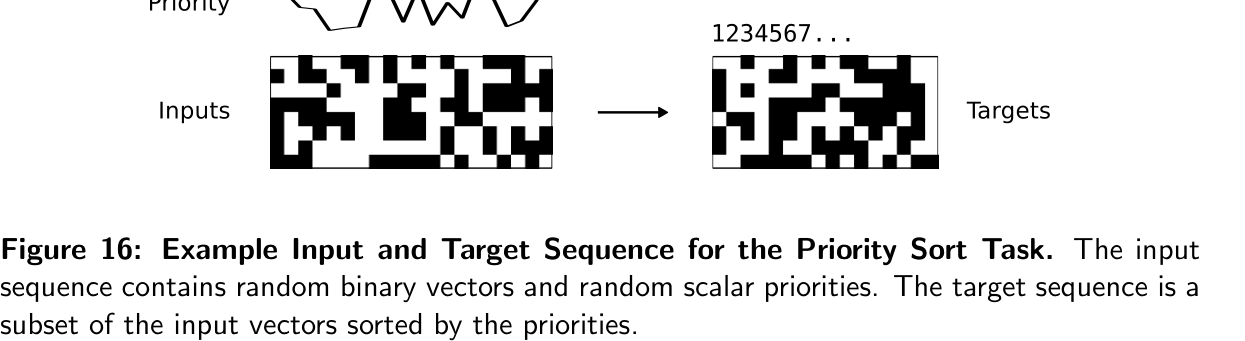 Priority
1234567...
Inputs
Targets
Figure 16: Example Input and Target Sequence for the Priority Sort Task. The input
sequence contains random binary vectors and random scalar priorities. The target sequence is a
subset of the input vectors sorted by the priorities.